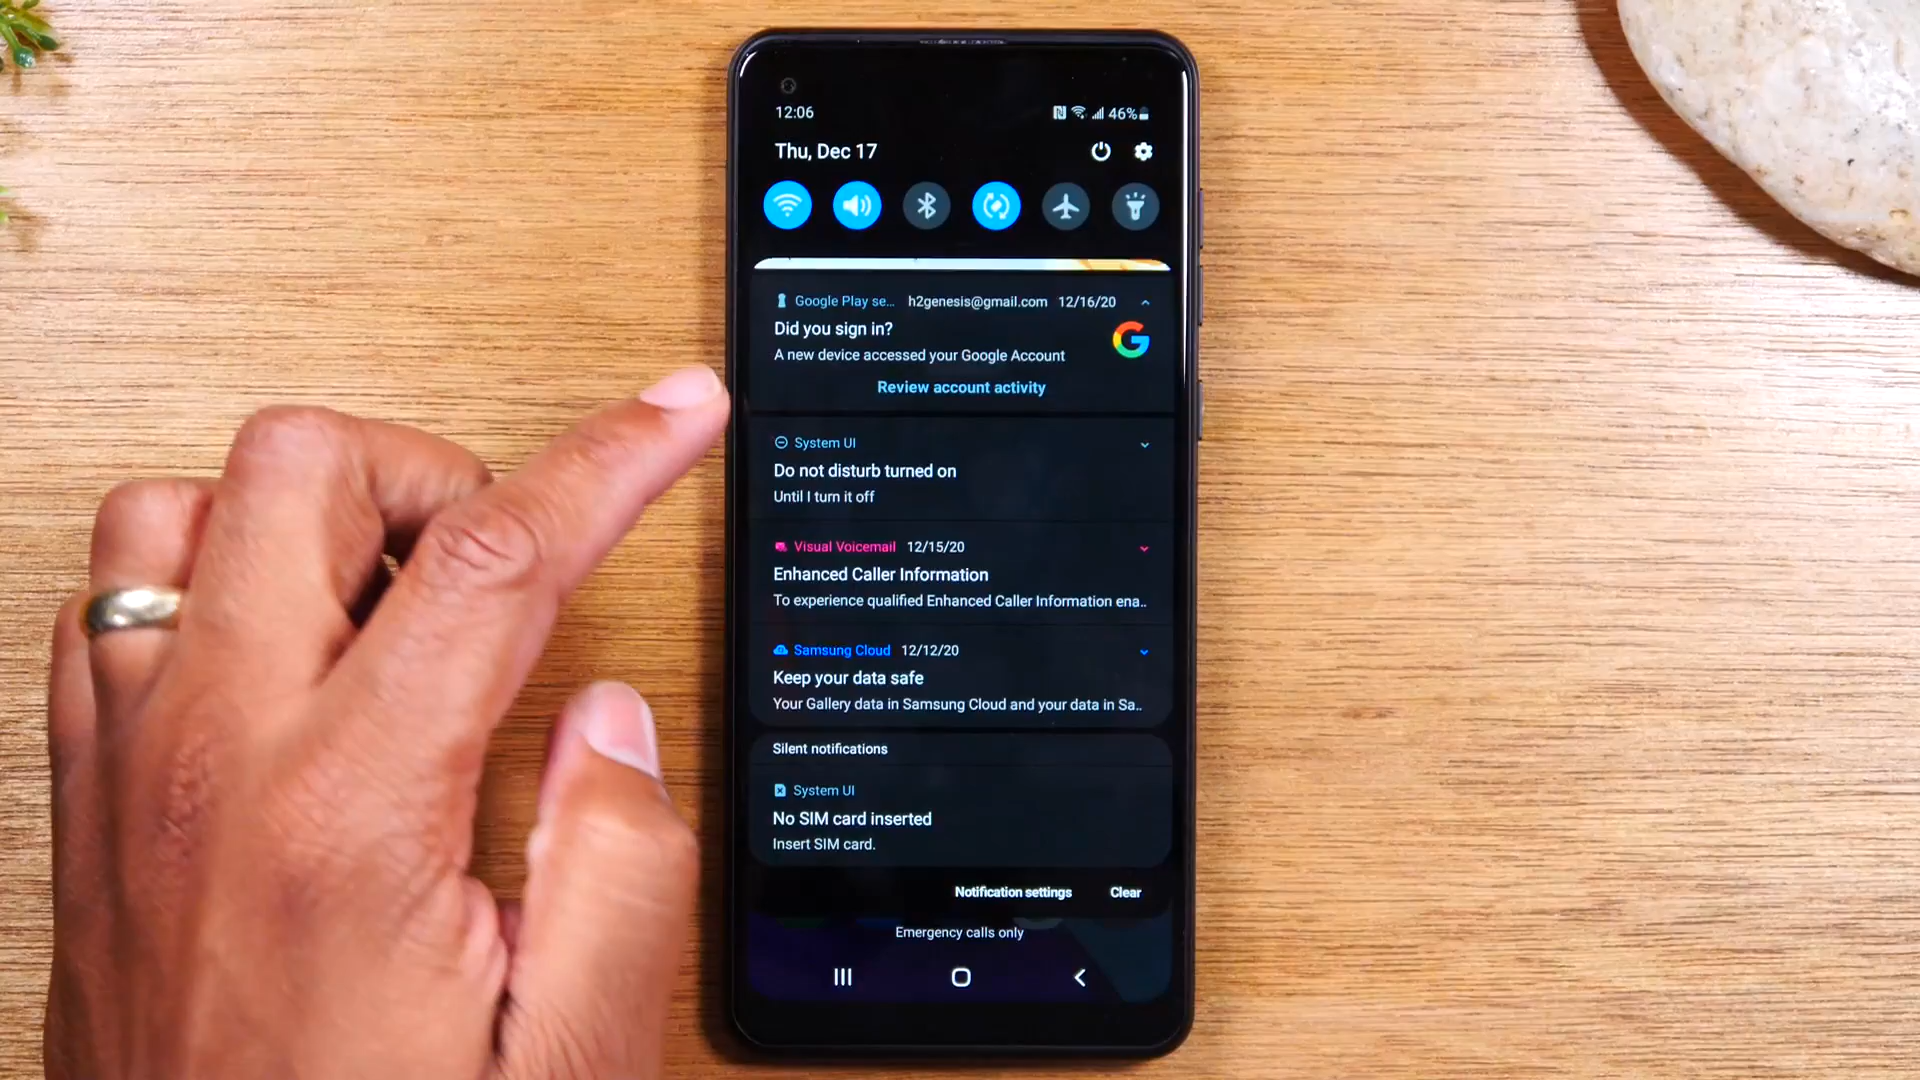 12:06
46%
Thu, Dec 17
Google Play se... h2genesis@gmail.com 12/16/20
Did you sign in?
A new device accessed your Google Account
Review account activity
System UI
Do not disturb turned on
Until I turn it off
Visual Voicemail 12/15/20
Enhanced Caller Information
To experience qualified Enhanced Caller Information ena..
Samsung Cloud 12/12/20
Keep your data safe
Your Gallery data in Samsung Cloud and your data in Sa..
Silent notifications
System UI
No SIM card inserted
Insert SIM card.
Notification settings Clear
Emergency calls only